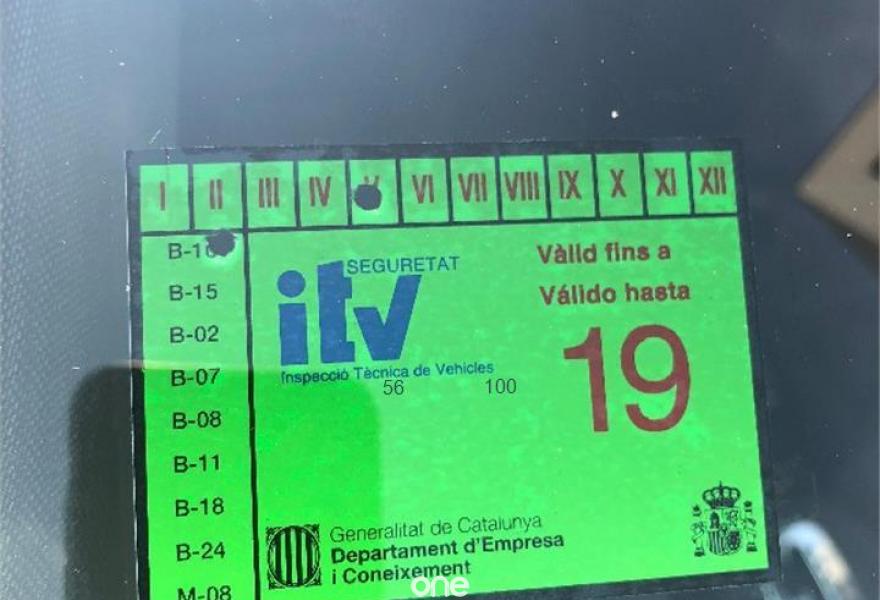 I II III IV V VI VII VIII IX X XI XII
B-15
B-02
B-07
B-08
B-11
B-18
B-24
M-08
SEGURETAT
itv
Inspecció Tècnica de Vehicles
56 100
Vàlid fins a
Válido hasta
19
Generalitat de Catalunya
Departament d'Empresa
i Coneixement
one